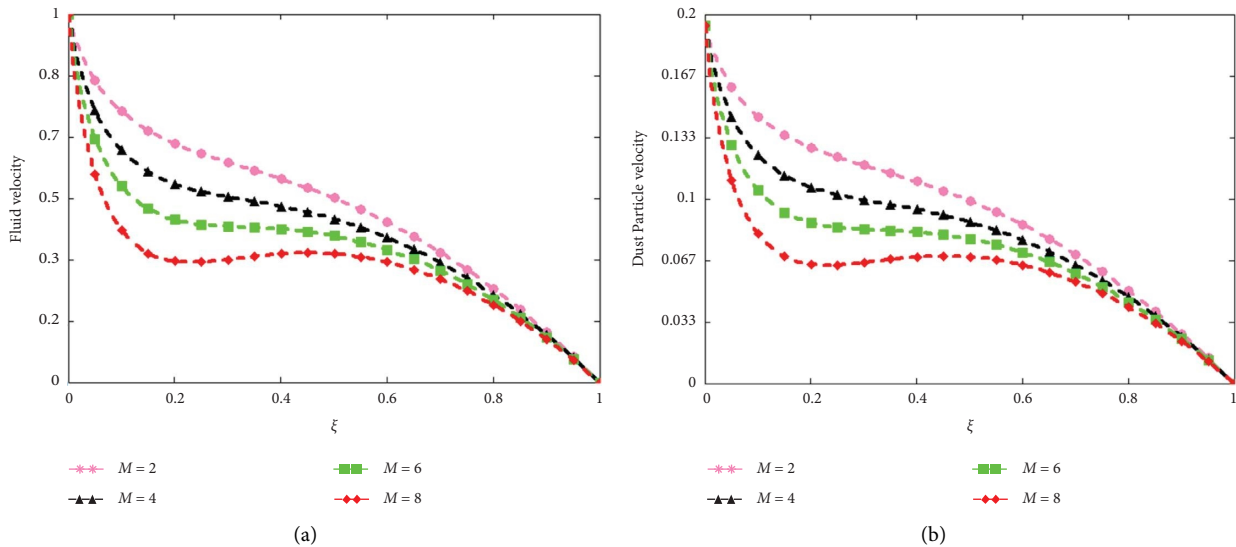 1
0.8
0.7
0.5
0.3
0.2
0
Fluid velocity
0 0.2 0.4 0.6 0.8 1
ξ
M = 2 M = 6
M = 4 M = 8
(a)
0.2
0.167
0.133
0.1
0.067
0.033
0
Dust Particle velocity
0 0.2 0.4 0.6 0.8 1
ξ
M = 2 M = 6
M = 4 M = 8
(b)